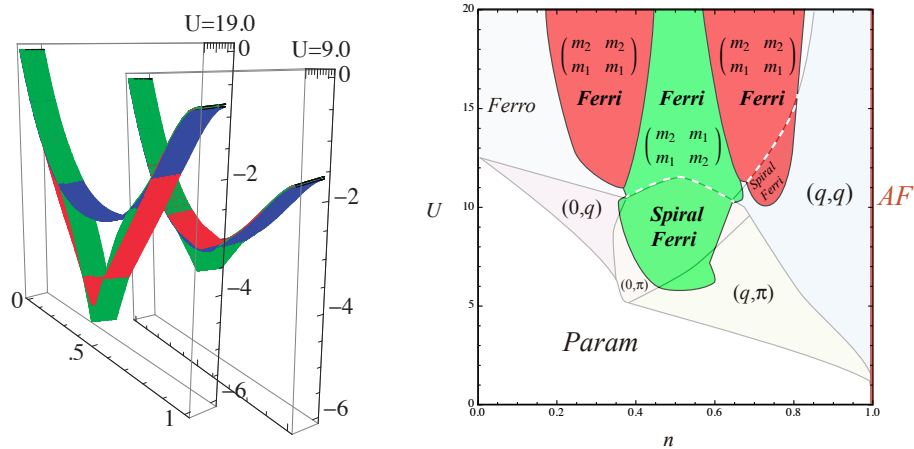 U=19.0
U=9.0
0
0
−2
−2
−4
−4
−6
−6
0
.5
1
20
15
10
5
0
U
0.0
0.2
0.4
0.6
0.8
1.0
n
Ferro
( m₂ m₂
m₁ m₁ )
Ferri
Ferri
( m₂ m₁
m₁ m₂ )
( m₂ m₂
m₁ m₁ )
Ferri
Spiral
Ferri
Spiral
Ferri
(0,q)
(0,π)
(q,π)
(q,q)
AF
Param